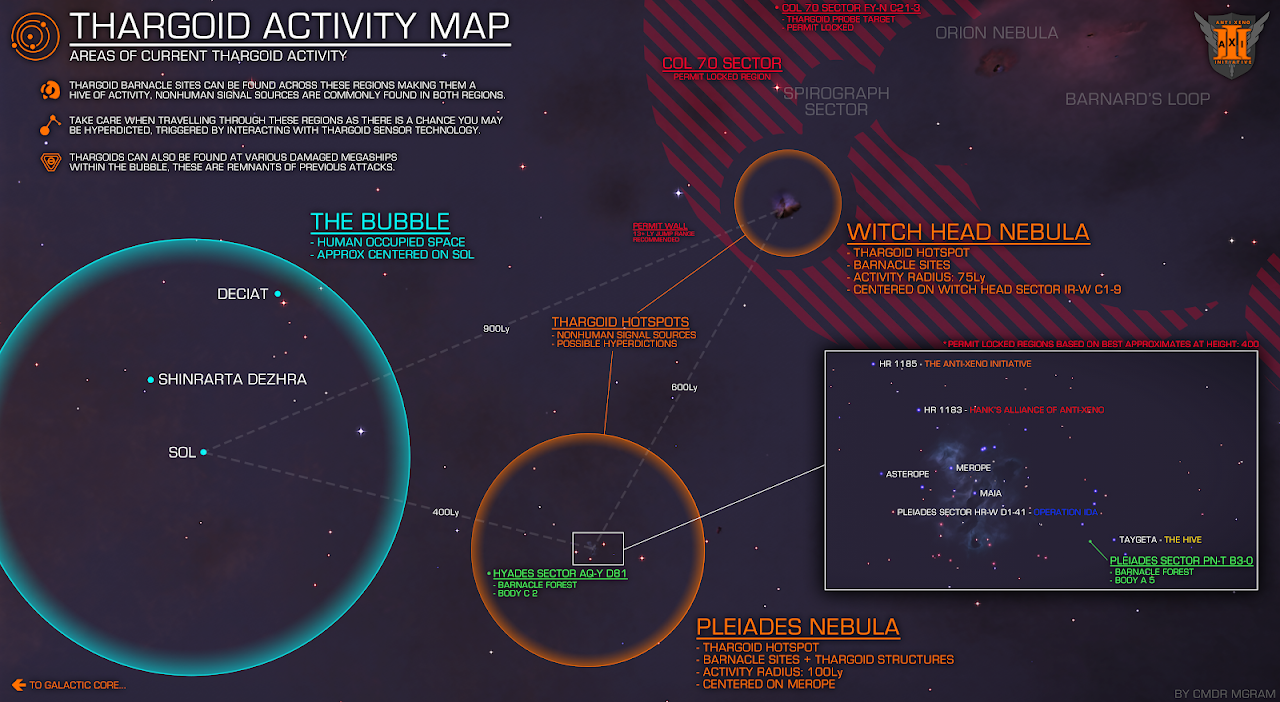 THARGOID ACTIVITY MAP
AREAS OF CURRENT THARGOID ACTIVITY
THARGOID BARNACLE SITES CAN BE FOUND ACROSS THESE REGIONS MAKING THEM A
HIVE OF ACTIVITY, NONHUMAN SIGNAL SOURCES ARE COMMONLY FOUND IN BOTH REGIONS.
TAKE CARE WHEN TRAVELLING THROUGH THESE REGIONS AS THERE IS A CHANCE YOU MAY
BE HYPERDICTED, TRIGGERED BY INTERACTING WITH THARGOID SENSOR TECHNOLOGY.
THARGOIDS CAN ALSO BE FOUND AT VARIOUS DAMAGED MEGASHIPS
WITHIN THE BUBBLE, THESE ARE REMNANTS OF PREVIOUS ATTACKS.
COL 70 SECTOR FY-N C21-3
- THARGOID PROBE TARGET
- PERMIT LOCKED
ORION NEBULA
ANTI XENO
AXI
INITIATIVE
COL 70 SECTOR
PERMIT LOCKED REGION
SPIROGRAPH
SECTOR
BARNARD'S LOOP
THE BUBBLE
- HUMAN OCCUPIED SPACE
- APPROX CENTERED ON SOL
PERMIT WALL
LY JUMP RANGE
RECOMMENDED
WITCH HEAD NEBULA
- THARGOID HOTSPOT
- BARNACLE SITES
- ACTIVITY RADIUS: 75Ly
- CENTERED ON WITCH HEAD SECTOR IR-W C1-9
DECIAT
900Ly
THARGOID HOTSPOTS
- NONHUMAN SIGNAL SOURCES
- POSSIBLE HYPERDICTIONS
SHINRARTA DEZHRA
600Ly
SOL
400Ly
*PERMIT LOCKED REGIONS BASED ON BEST APPROXIMATES AT HEIGHT: 400
HR 1185 - THE ANTI-XENO INITIATIVE
HR 1183 - HANK'S ALLIANCE OF ANTI-XENO
MEROPE
ASTEROPE
MAIA
PLEIADES SECTOR HR-W D1-41 - OPERATION IDA
TAYGETA - THE HIVE
PLEIADES SECTOR PN-T B3-0
- BARNACLE FOREST
- BODY A 5
HYADES SECTOR AQ-Y D81
- BARNACLE FOREST
- BODY C 2
PLEIADES NEBULA
- THARGOID HOTSPOT
- BARNACLE SITES + THARGOID STRUCTURES
- ACTIVITY RADIUS: 100Ly
- CENTERED ON MEROPE
TO GALACTIC CORE...
BY CMDR MGRAM